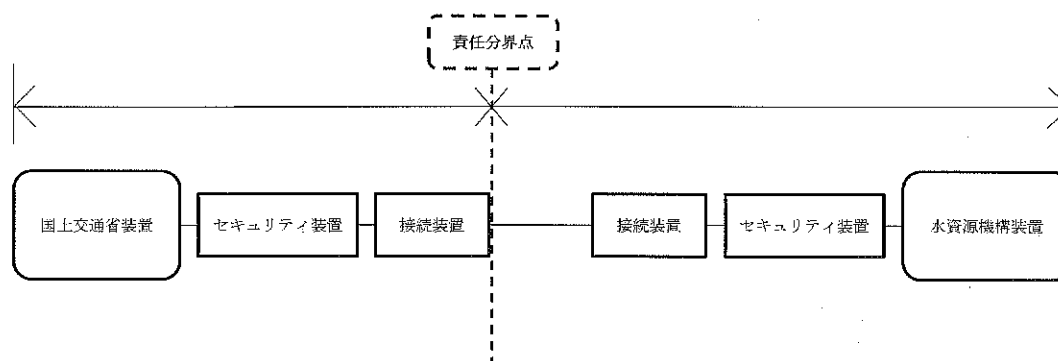 責任分界点
国土交通省装置
セキュリティ装置
接続装置
接続装置
セキュリティ装置
水資源機構装置